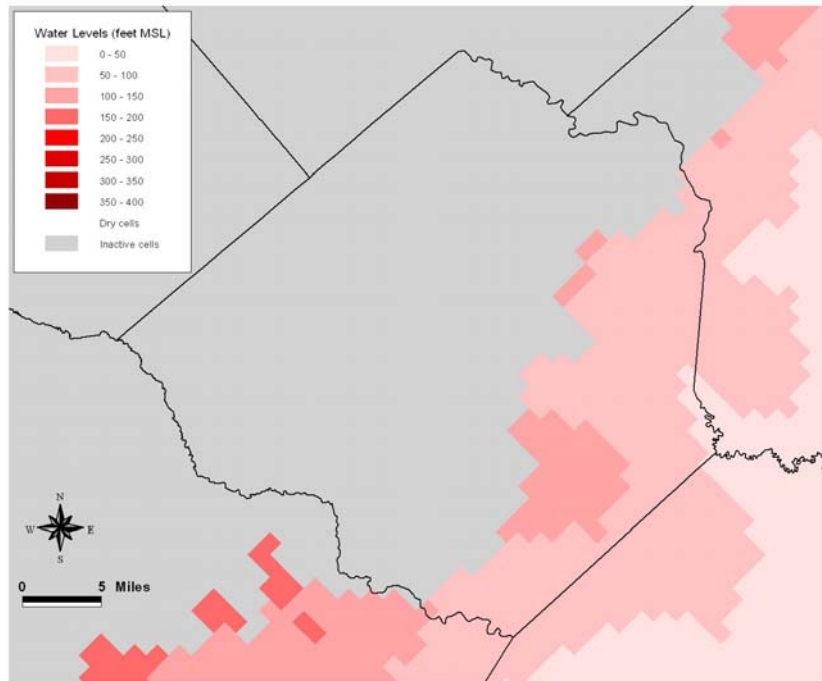 Water Levels (feet MSL)
0 - 50
50 - 100
100 - 150
150 - 200
200 - 250
250 - 300
300 - 350
350 - 400
Dry cells
Inactive cells
N
W E
S
0 5 Miles